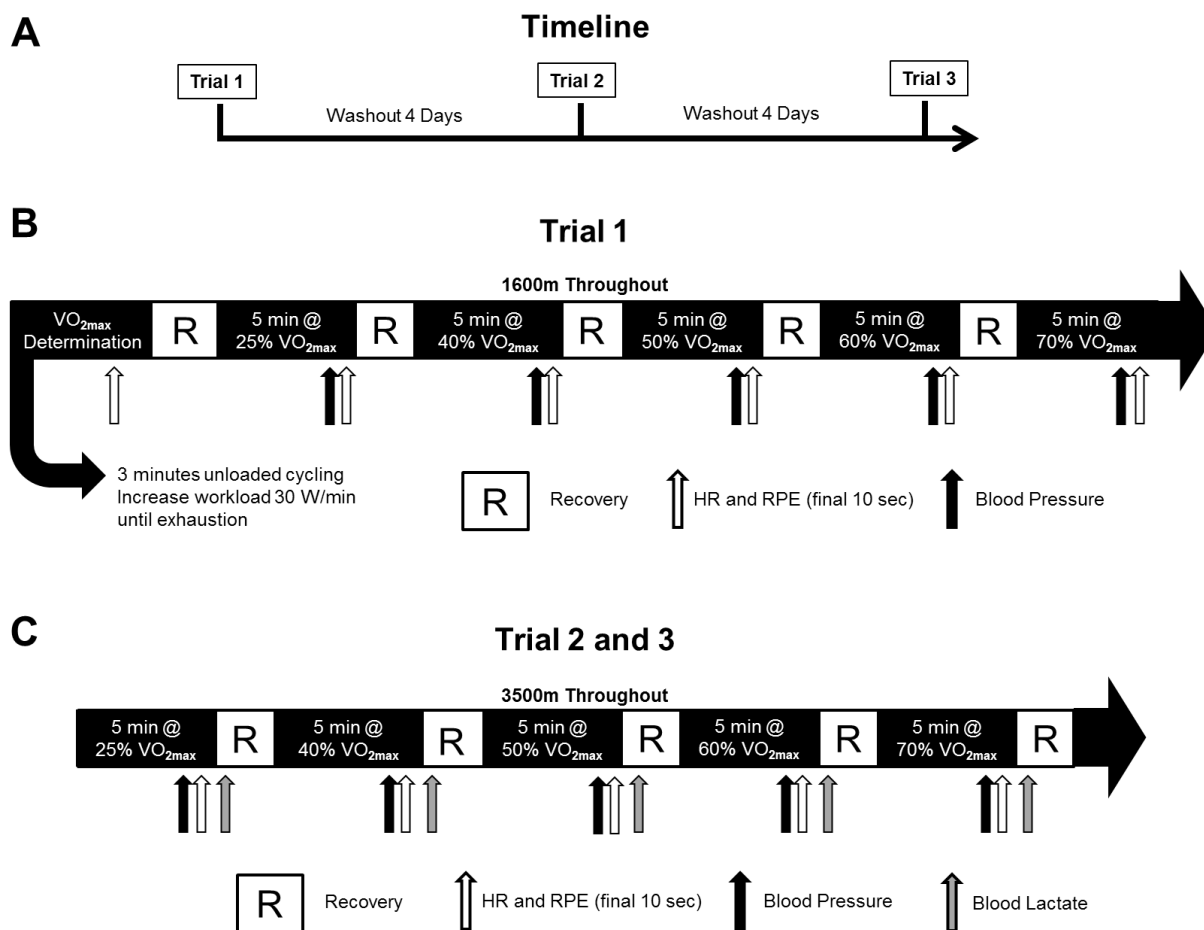 A
Timeline
Trial 1
Trial 2
Trial 3
Washout 4 Days
Washout 4 Days
B
Trial 1
1600m Throughout
VO2max
Determination
R
5 min @
25% VO2max
R
5 min @
40% VO2max
R
5 min @
50% VO2max
R
5 min @
60% VO2max
R
5 min @
70% VO2max
3 minutes unloaded cycling
Increase workload 30 W/min
until exhaustion
R
Recovery
HR and RPE (final 10 sec)
Blood Pressure
C
Trial 2 and 3
3500m Throughout
5 min @
25% VO2max
R
5 min @
40% VO2max
R
5 min @
50% VO2max
R
5 min @
60% VO2max
R
5 min @
70% VO2max
R
R
Recovery
HR and RPE (final 10 sec)
Blood Pressure
Blood Lactate